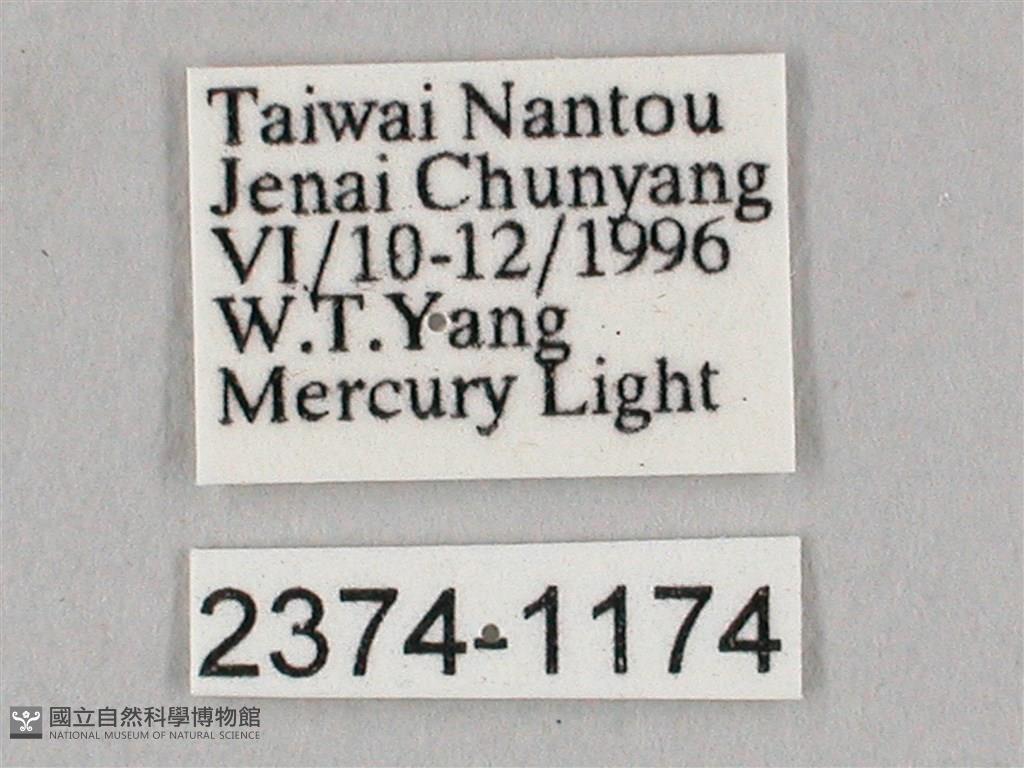 Taiwai Nantou
Jenai Chunyang
VI/10-12/1996
W.T.Yang
Mercury Light
2374-1174
國立自然科學博物館
NATIONAL MUSEUM OF NATURAL SCIENCE